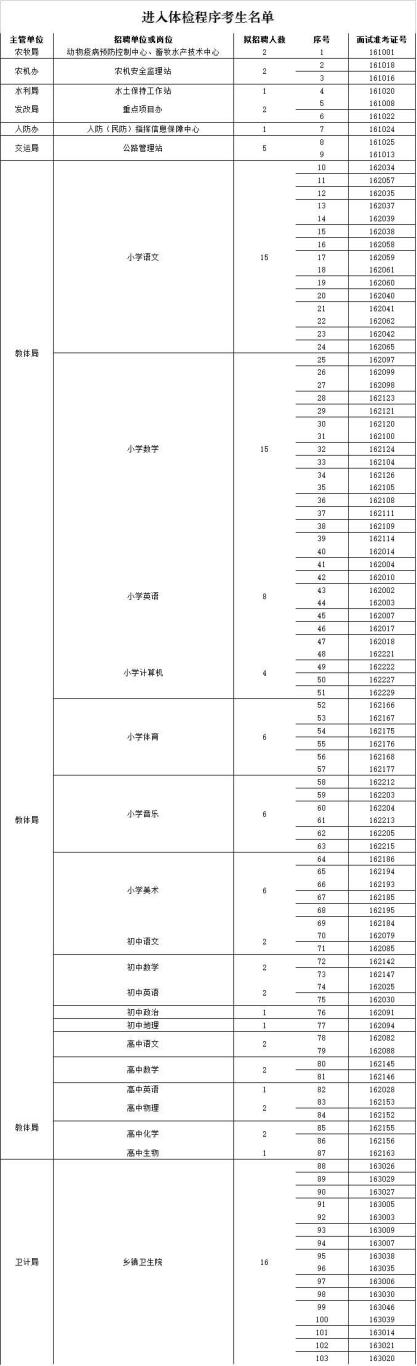 进入体检程序考生名单
主管单位 招聘单位或岗位 拟招聘人数 序号 面试准考证号
农牧局 动物疫病预防控制中心、畜牧水产技术中心 2 1 161001
农机办 农机安全监理站 2 2 161018
3 161016
水利局 水土保持工作站 1 4 161020
发改局 重点项目办 2 5 161008
6 161022
人防办 人防（民防）指挥信息保障中心 1 7 161024
交运局 公路管理站 5 8 161025
9 161013
教体局 小学语文 15 10 162034
11 162057
12 162035
13 162037
14 162039
15 162038
16 162058
17 162059
18 162061
19 162060
20 162040
21 162041
22 162062
23 162042
24 162065
小学数学 15 25 162097
26 162099
27 162098
28 162123
29 162121
30 162120
31 162100
32 162124
33 162104
34 162126
35 162105
36 162108
37 162111
38 162109
39 162114
教体局 小学英语 8 40 162014
41 162004
42 162010
43 162002
44 162003
45 162007
46 162017
47 162018
小学计算机 4 48 162221
49 162222
50 162227
51 162229
小学体育 6 52 162166
53 162167
54 162175
55 162176
56 162168
57 162177
小学音乐 6 58 162212
59 162203
60 162204
61 162213
62 162205
63 162215
小学美术 6 64 162186
65 162194
66 162193
67 162185
68 162195
69 162184
初中语文 2 70 162079
71 162085
初中数学 2 72 162142
73 162147
初中英语 2 74 162025
75 162030
初中政治 1 76 162091
初中地理 1 77 162094
高中语文 2 78 162082
79 162088
高中数学 2 80 162145
81 162146
教体局 高中英语 1 82 162028
高中物理 2 83 162153
84 162152
高中化学 2 85 162155
86 162156
高中生物 1 87 162163
卫计局 乡镇卫生院 16 88 163026
89 163029
90 163027
91 163005
92 163003
93 163009
94 163007
95 163038
96 163035
97 163006
98 163030
99 163046
100 163039
101 163014
102 163021
103 163020